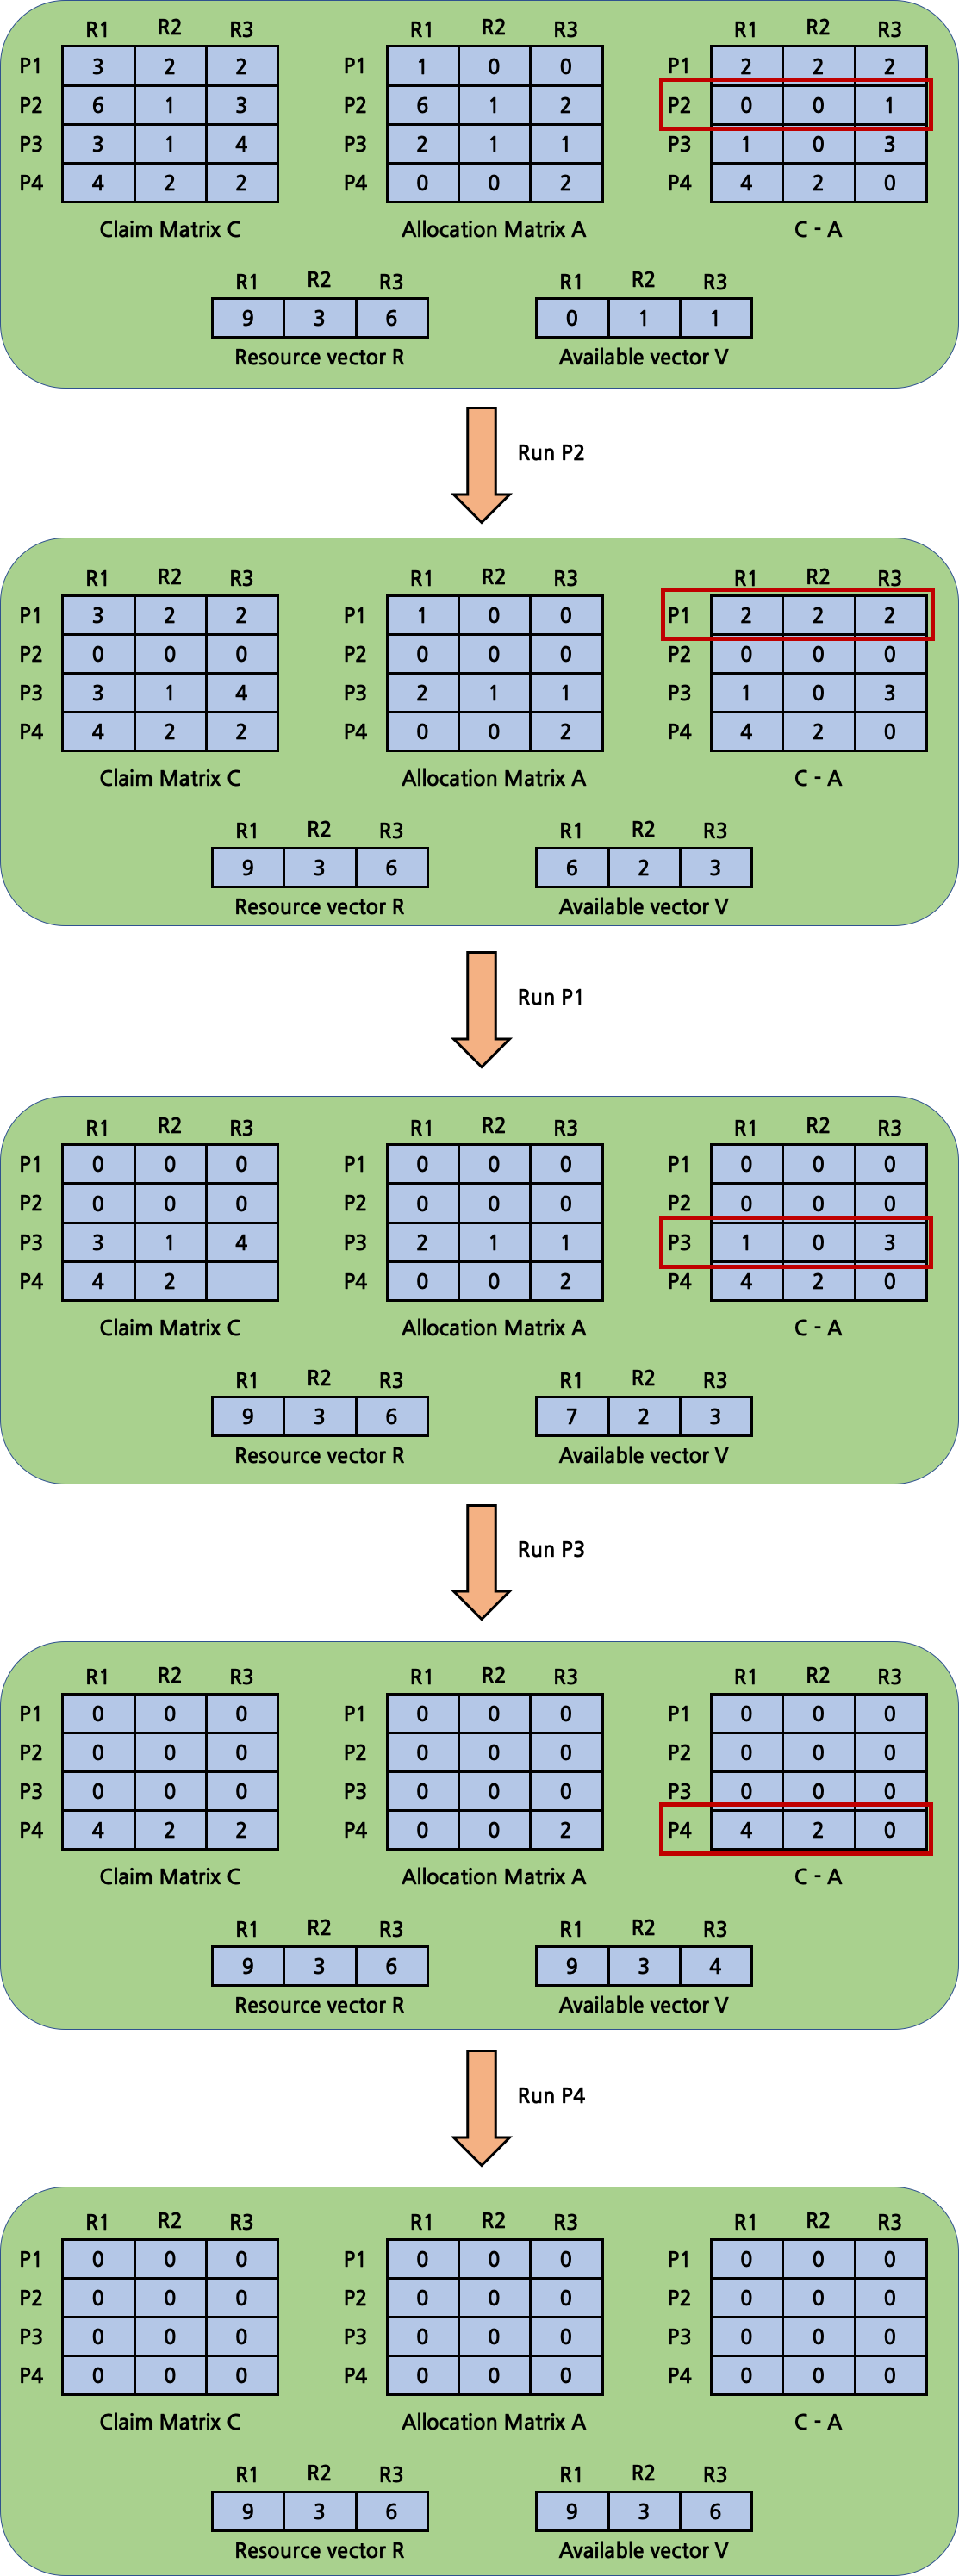 R1 R2 R3 R1 R2 R3 R1 R2 R3
P1 3 2 2 P1 1 0 0 P1 2 2 2
P2 6 1 3 P2 6 1 2 P2 0 0 1
P3 3 1 4 P3 2 1 1 P3 1 0 3
P4 4 2 2 P4 0 0 2 P4 4 2 0
Claim Matrix C Allocation Matrix A C - A
R1 R2 R3 R1 R2 R3
9 3 6 0 1 1
Resource vector R Available vector V
Run P2
R1 R2 R3 R1 R2 R3 R1 R2 R3
P1 3 2 2 P1 1 0 0 P1 2 2 2
P2 0 0 0 P2 0 0 0 P2 0 0 0
P3 3 1 4 P3 2 1 1 P3 1 0 3
P4 4 2 2 P4 0 0 2 P4 4 2 0
Claim Matrix C Allocation Matrix A C - A
R1 R2 R3 R1 R2 R3
9 3 6 6 2 3
Resource vector R Available vector V
Run P1
R1 R2 R3 R1 R2 R3 R1 R2 R3
P1 0 0 0 P1 0 0 0 P1 0 0 0
P2 0 0 0 P2 0 0 0 P2 0 0 0
P3 3 1 4 P3 2 1 1 P3 1 0 3
P4 4 2 P4 0 0 2 P4 4 2 0
Claim Matrix C Allocation Matrix A C - A
R1 R2 R3 R1 R2 R3
9 3 6 7 2 3
Resource vector R Available vector V
Run P3
R1 R2 R3 R1 R2 R3 R1 R2 R3
P1 0 0 0 P1 0 0 0 P1 0 0 0
P2 0 0 0 P2 0 0 0 P2 0 0 0
P3 0 0 0 P3 0 0 0 P3 0 0 0
P4 4 2 2 P4 0 0 2 P4 4 2 0
Claim Matrix C Allocation Matrix A C - A
R1 R2 R3 R1 R2 R3
9 3 6 9 3 4
Resource vector R Available vector V
Run P4
R1 R2 R3 R1 R2 R3 R1 R2 R3
P1 0 0 0 P1 0 0 0 P1 0 0 0
P2 0 0 0 P2 0 0 0 P2 0 0 0
P3 0 0 0 P3 0 0 0 P3 0 0 0
P4 0 0 0 P4 0 0 0 P4 0 0 0
Claim Matrix C Allocation Matrix A C - A
R1 R2 R3 R1 R2 R3
9 3 6 9 3 6
Resource vector R Available vector V